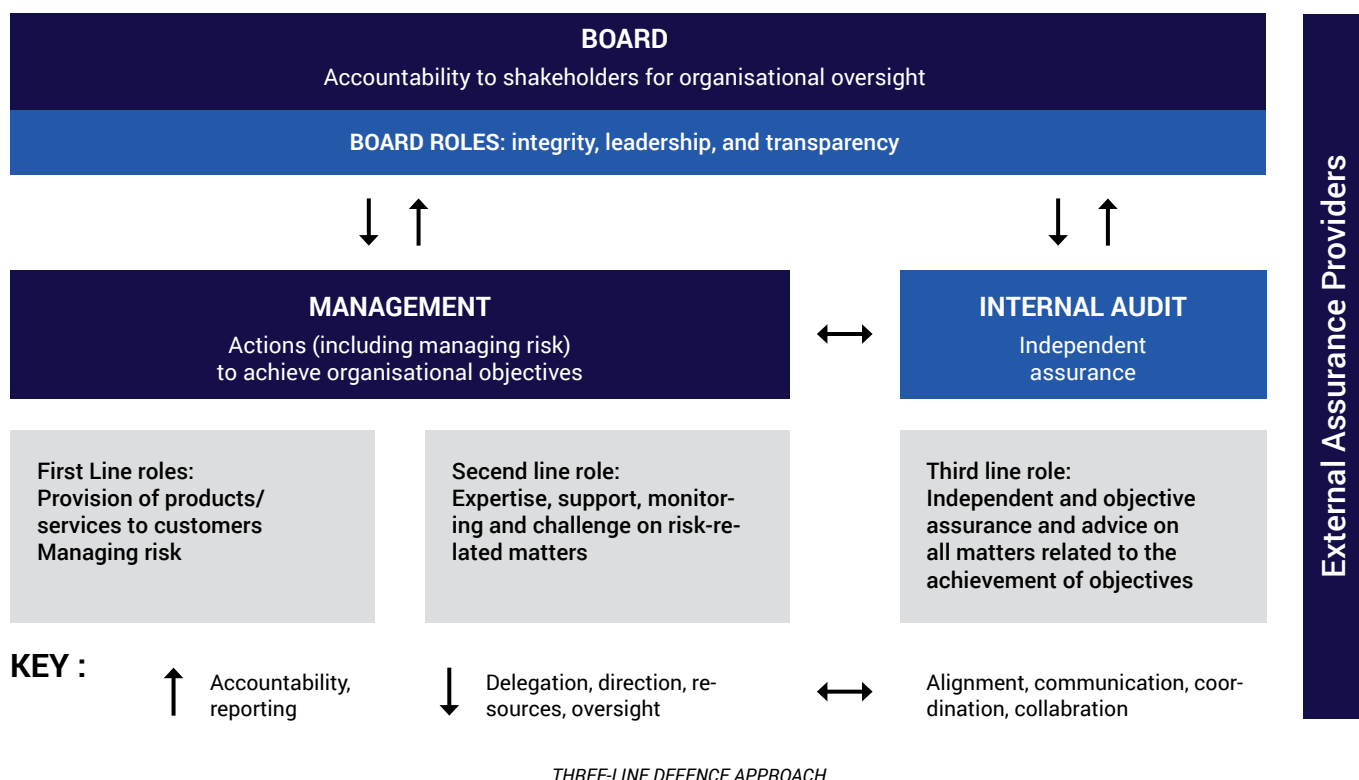 BOARD
Accountability to shakeholders for organisational oversight
BOARD ROLES: integrity, leadership, and transparency
MANAGEMENT
Actions (including managing risk)
to achieve organisational objectives
INTERNAL AUDIT
Independent
assurance
First Line roles:
Provision of products/
services to customers
Managing risk
Secend line role:
Expertise, support, monitor-
ing and challenge on risk-re-
lated matters
Third line role:
Independent and objective
assurance and advice on
all matters related to the
achievement of objectives
KEY :
Accountability,
reporting
Delegation, direction, re-
sources, oversight
Alignment, communication, coor-
dination, collabration
External Assurance Providers
THREE-LINE DEFENCE APPROACH